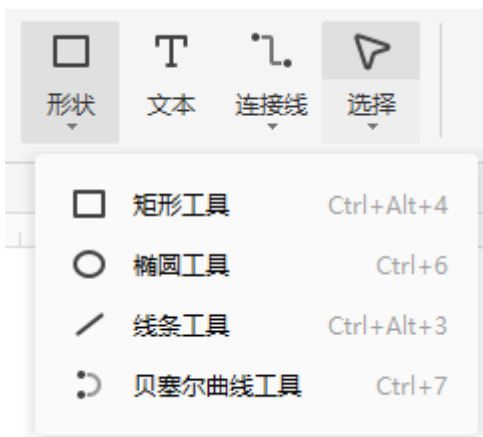 形状 文本 连接线 选择
矩形工具 Ctrl+Alt+4
椭圆工具 Ctrl+6
线条工具 Ctrl+Alt+3
贝塞尔曲线工具 Ctrl+7